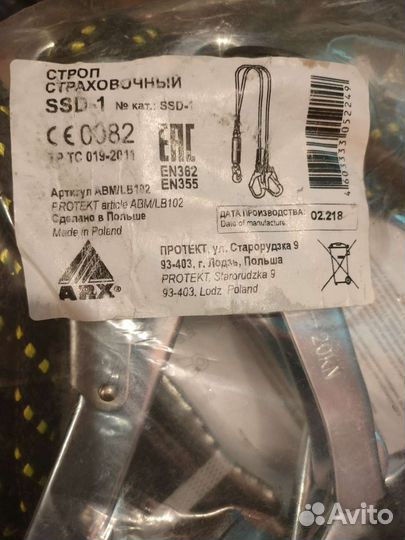 СТРОП
СТРАХОВОЧНЫЙ
SSD-1 № кат.: SSD-1
CE 0082
ТР ТС 019-2011
EAC
EN362
EN355
Артикул ABM/LB102
PROTEKT article ABM/LB102
Сделано в Польше
Made in Poland
4603333052249
ДАТА ПРОИЗВОДСТВА: 02.218
Date of manufacture:
ПРОТЕКТ, ул. Старорудзка 9
93-403, г. Лодзь, Польша
PROTEKT, Starorudzka 9
93-403, Lodz Poland
ARX®
20kN
Avito